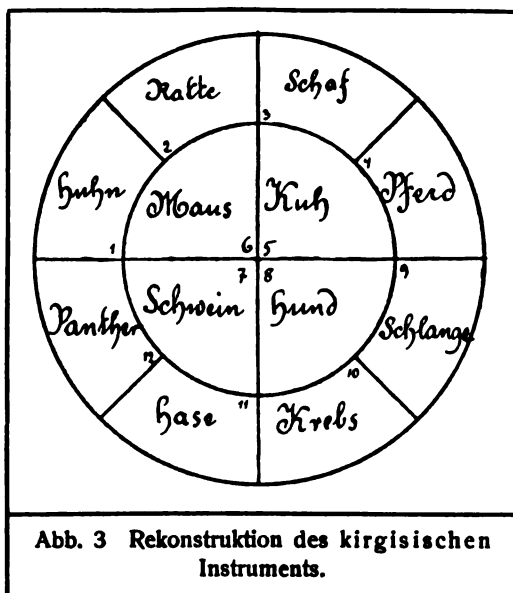 Ratte Schaf
2 3 4
Huhn Maus Kuh Pferd
1 6 5 9
7 8
Panther Schwein Hund Schlange
12 11 10
Hase Krebs
Abb. 3 Rekonstruktion des kirgisischen
Instruments.